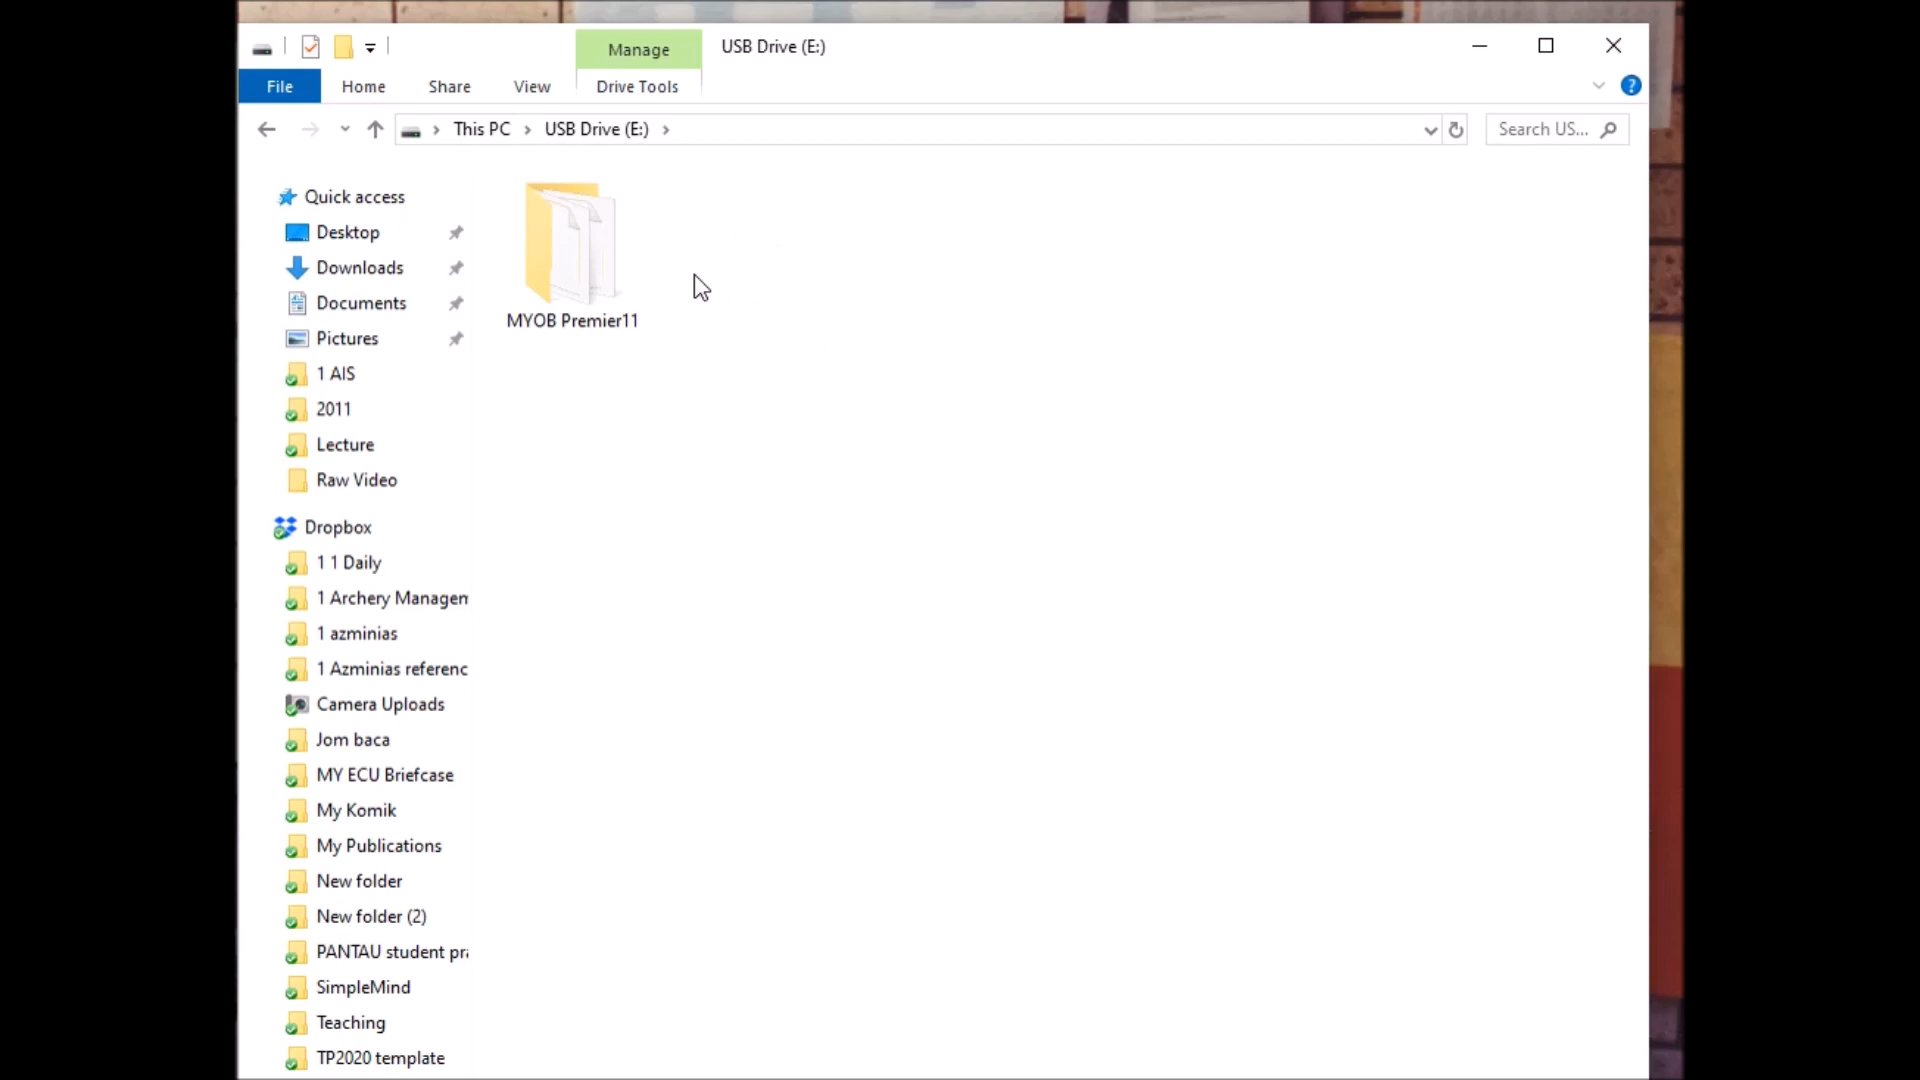 Manage
USB Drive (E:)
File
Home
Share
View
Drive Tools
This PC
USB Drive (E:)
Search US...
Quick access
Desktop
Downloads
Documents
Pictures
1 AIS
2011
Lecture
Raw Video
Dropbox
1 1 Daily
1 Archery Managem
1 azminias
1 Azminias referenc
Camera Uploads
Jom baca
MY ECU Briefcase
My Komik
My Publications
New folder
New folder (2)
PANTAU student pra
SimpleMind
Teaching
TP2020 template
MYOB Premier11